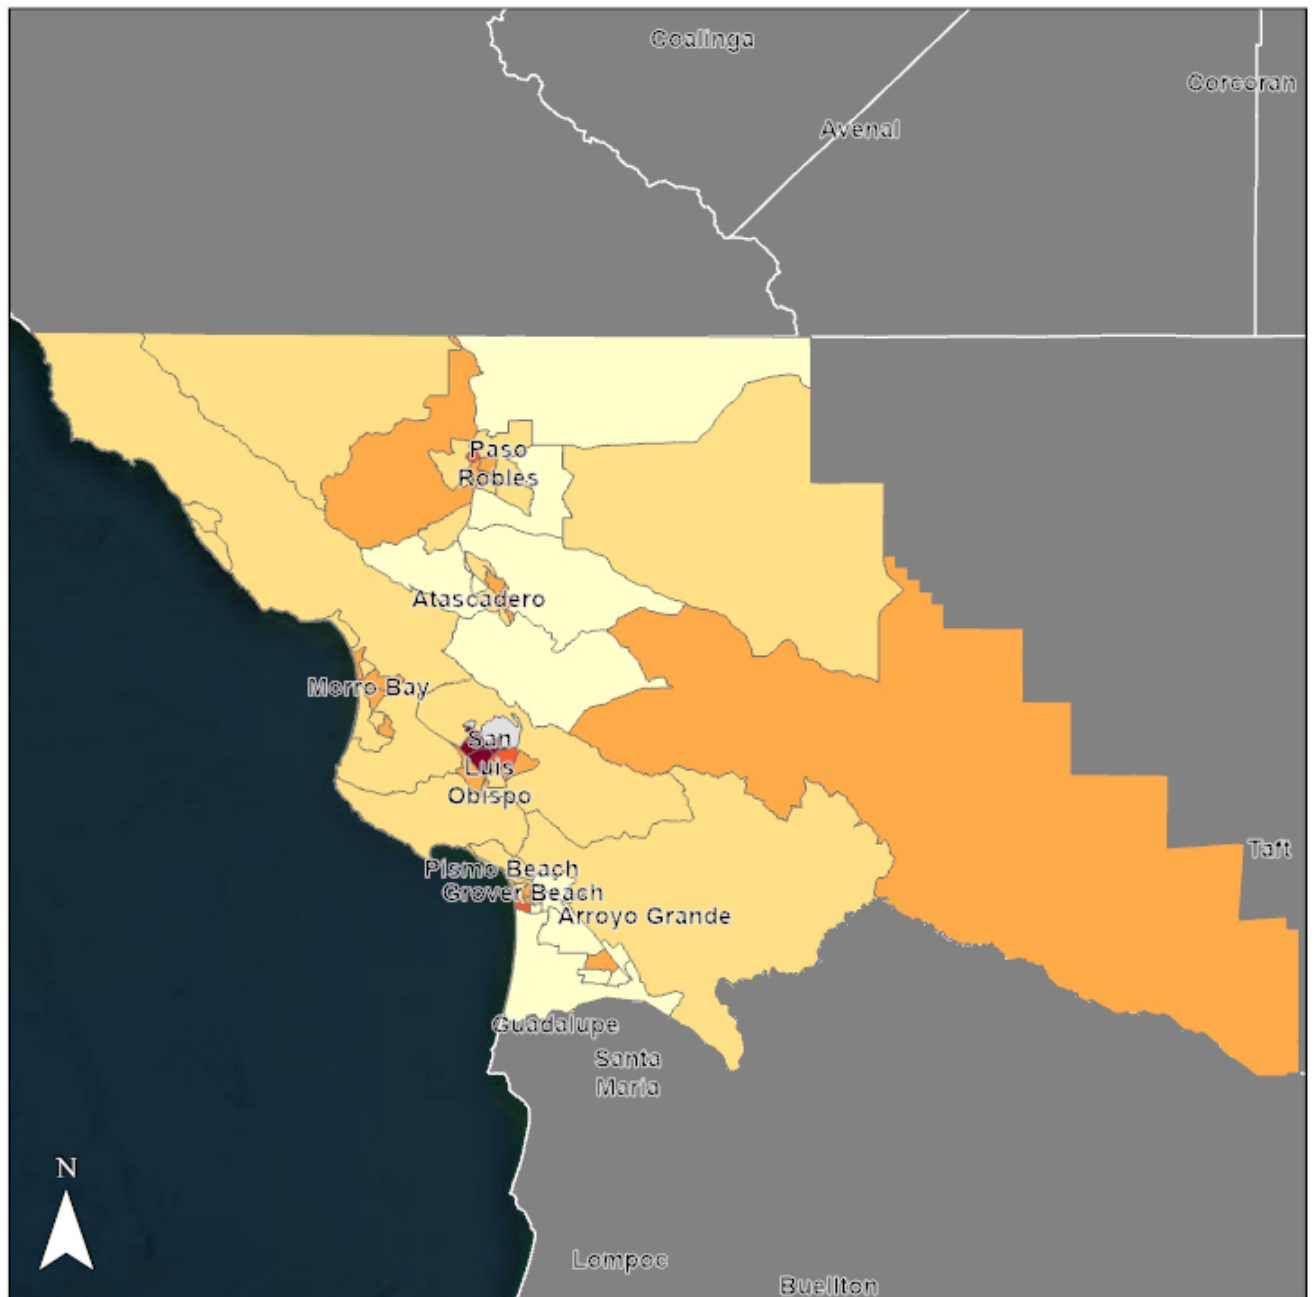 Coalinga
Corcoran
Avenal
Paso
Robles
Atascadero
Morro Bay
San
Luis
Obispo
Taft
Pismo Beach
Grover Beach
Arroyo Grande
Guadalupe
Santa
Maria
N
Lompoc
Buellton